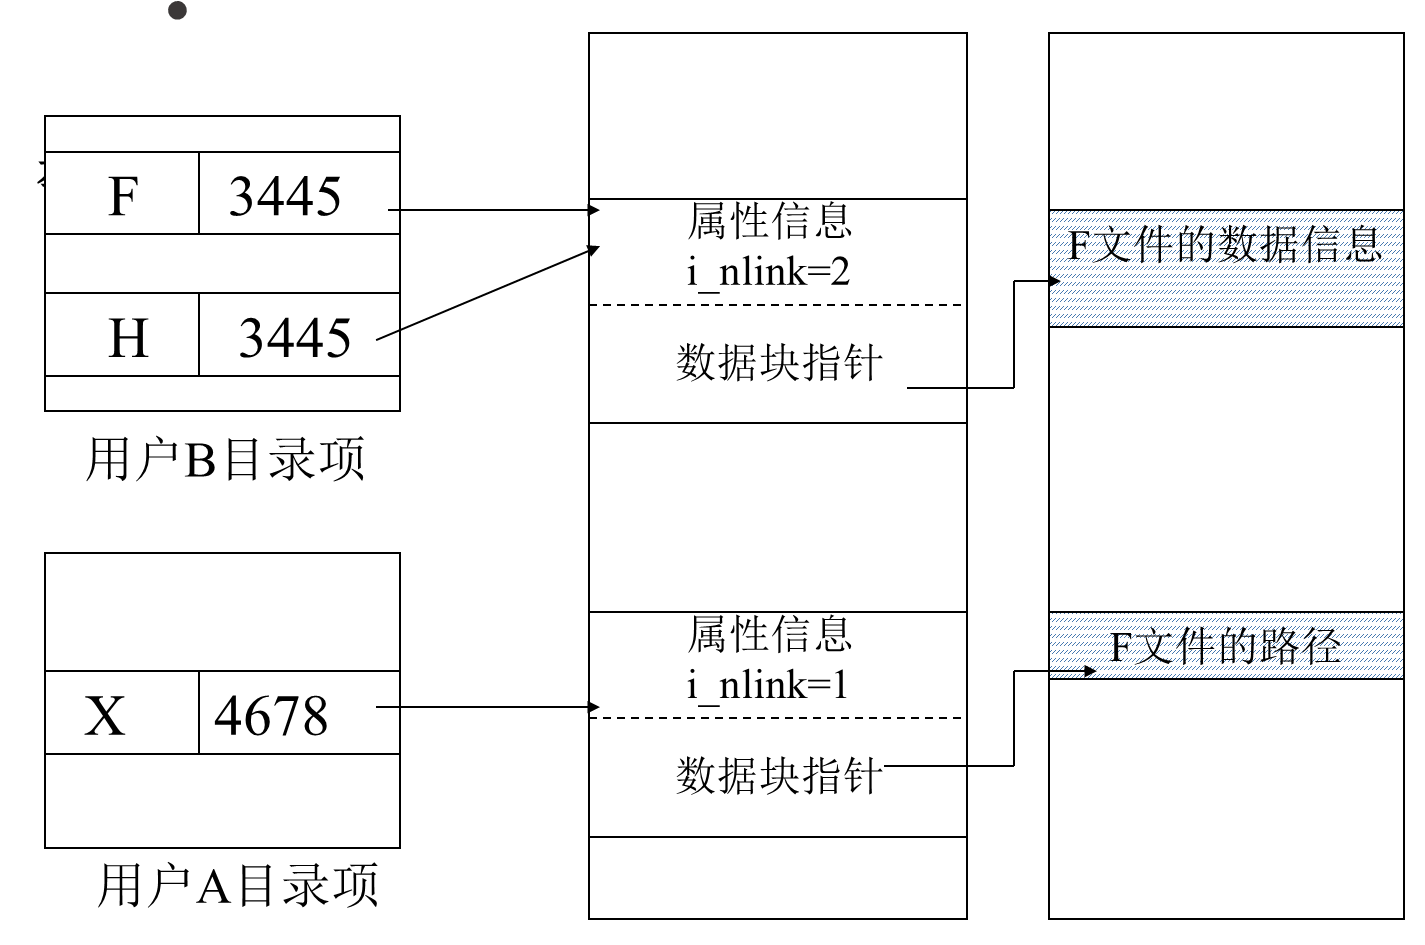 F 3445
H 3445
用户B目录项
X 4678
用户A目录项
属性信息
i_nlink=2
数据块指针
属性信息
i_nlink=1
数据块指针
F文件的数据信息
F文件的路径